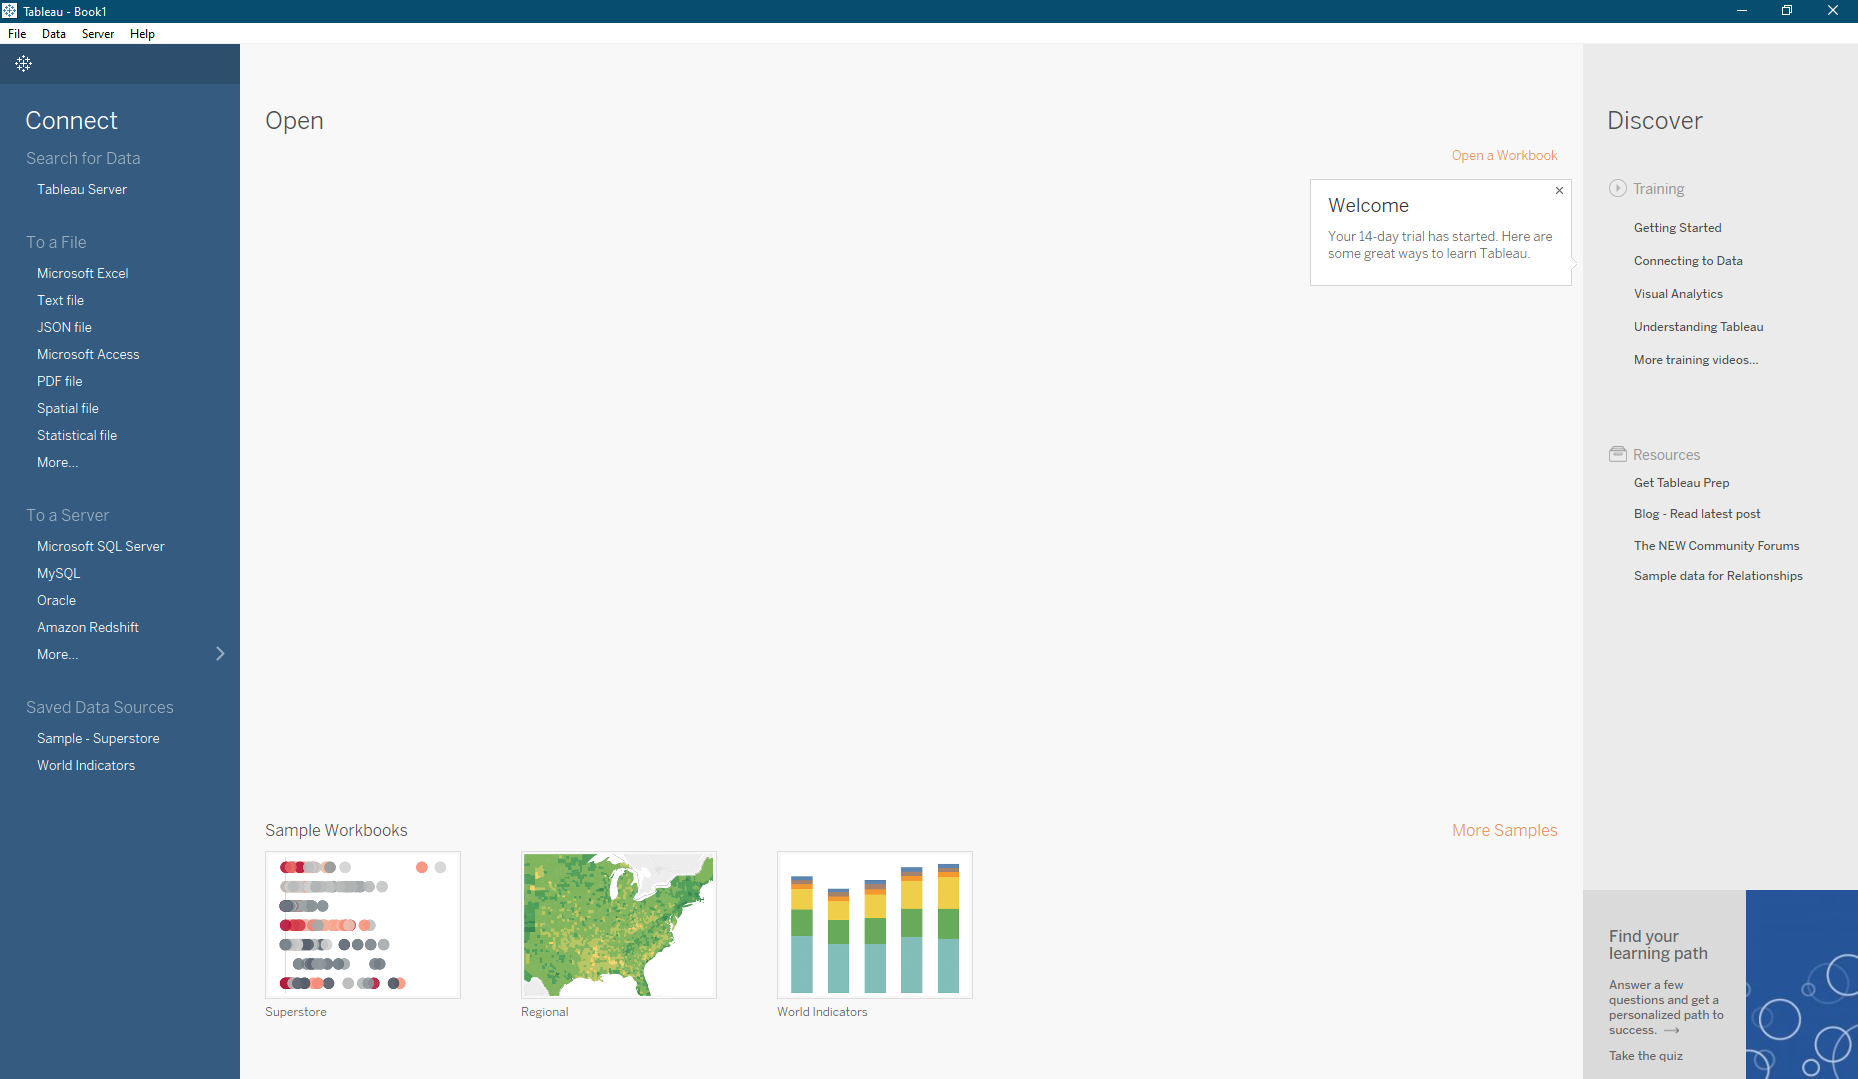 Tableau - Book1
File Data Server Help
Connect
Search for Data
Tableau Server
To a File
Microsoft Excel
Text file
JSON file
Microsoft Access
PDF file
Spatial file
Statistical file
More...
To a Server
Microsoft SQL Server
MySQL
Oracle
Amazon Redshift
More...
Saved Data Sources
Sample - Superstore
World Indicators
Open
Open a Workbook
Welcome
Your 14-day trial has started. Here are
some great ways to learn Tableau.
Sample Workbooks
More Samples
Superstore
Regional
World Indicators
Discover
Training
Getting Started
Connecting to Data
Visual Analytics
Understanding Tableau
More training videos...
Resources
Get Tableau Prep
Blog - Read latest post
The NEW Community Forums
Sample data for Relationships
Find your
learning path
Answer a few
questions and get a
personalized path to
success. →
Take the quiz